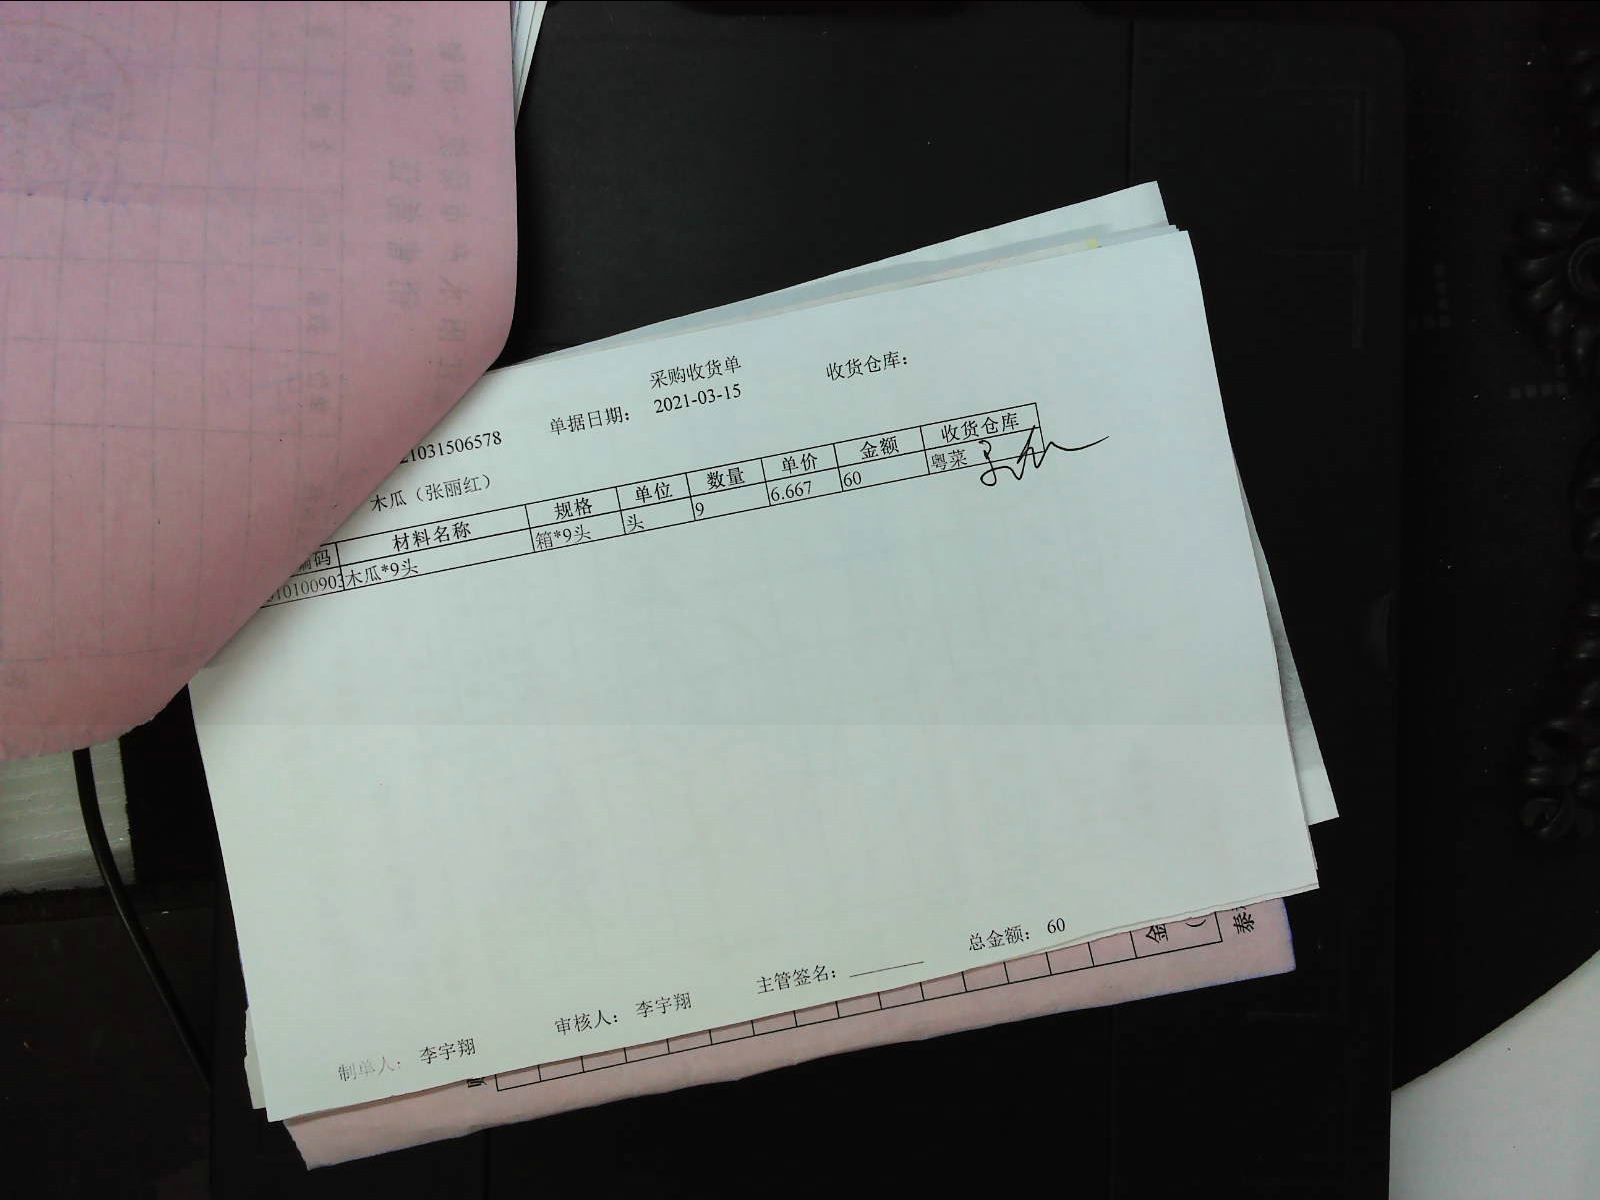 采购收货单
21031506578 单据日期： 2021-03-15 收货仓库：
木瓜（张丽红）
编码 材料名称 规格 单位 数量 单价 金额 收货仓库
10100903 木瓜*9头 箱*9头 头 9 6.667 60 粤菜
总金额： 60
制单人： 李宇翔 审核人： 李宇翔 主管签名：
金
泰